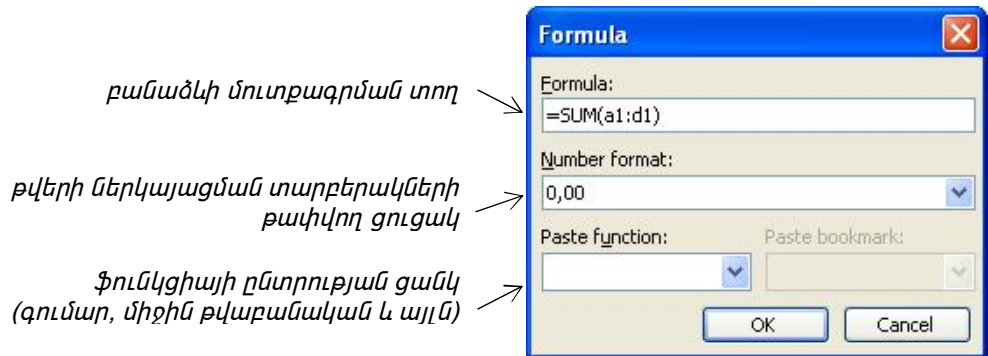 Formula
Formula:
բանաձևի մուտքագրման տող
=SUM(a1:d1)
Number format:
թվերի ներկայացման տարբերակների
թափվող ցուցակ
0,00
Paste function:
Paste bookmark:
ֆունկցիայի ընտրության ցանկ
(գումար, միջին թվաբանական և այլն)
OK
Cancel